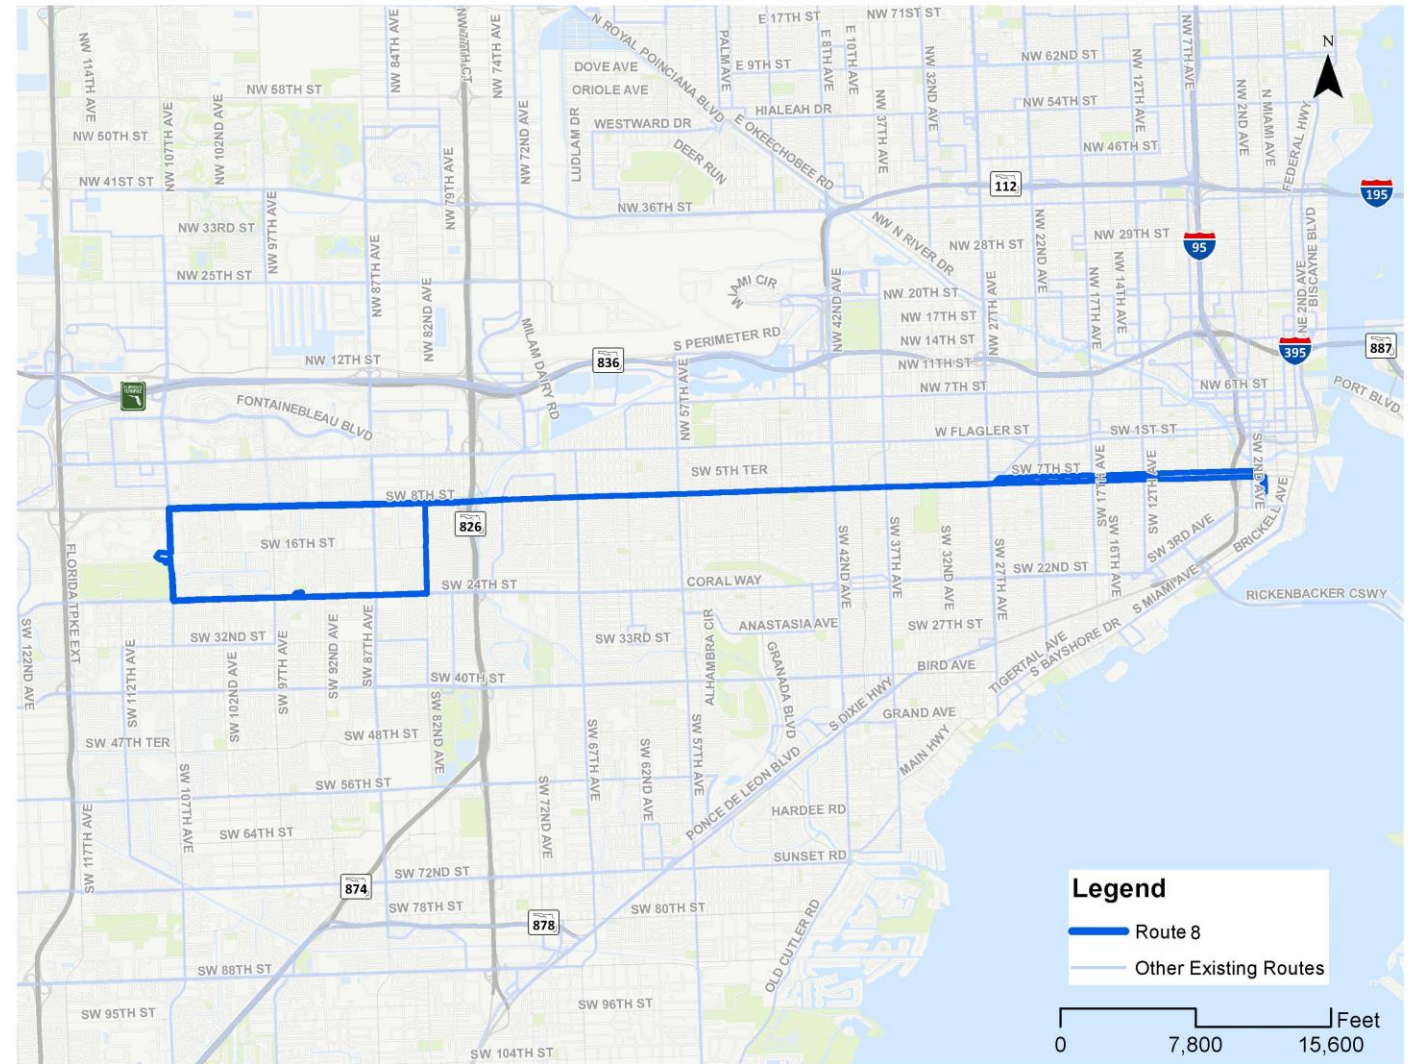 E 17TH ST
NW 71ST ST
N ROYAL POINCIANA BLVD
PALM AVE
E 8TH AVE
E 10TH AVE
NW 7TH AVE
NW 114TH AVE
NW 84TH AVE
NW 74TH AVE
NW 62ND ST
N
DOVE AVE
E 9TH ST
NW 32ND AVE
NW 12TH AVE
ORIOLE AVE
NW 58TH ST
NW 72ND AVE
LUDLAM DR
HIALEAH DR
NW 37TH AVE
NW 54TH ST
NW 2ND AVE
N MIAMI AVE
FEDERAL HWY
NW 107TH AVE
NW 102ND AVE
WESTWARD DR
E OKEECHOBEE RD
NW 50TH ST
NW 46TH ST
DEER RUN
NW 79TH AVE
NW 41ST ST
112
195
NW 97TH AVE
NW 36TH ST
NW 33RD ST
NW N RIVER DR
NW 22ND AVE
NW 29TH ST
NW 28TH ST
95
BISCAYNE BLVD
NW 87TH AVE
NW 25TH ST
NW 82ND AVE
MIAMI CIR
NW 42ND AVE
NW 20TH ST
NW 27TH AVE
NW 17TH AVE
NW 14TH AVE
NE 2ND AVE
NW 17TH ST
S PERIMETER RD
MILAM DAIRY RD
NW 14TH ST
NW 12TH ST
836
NW 11TH ST
395
887
NW 57TH AVE
NW 7TH ST
NW 6TH ST
PORT BLVD
FONTAINEBLEAU BLVD
W FLAGLER ST
SW 1ST ST
SW 5TH TER
SW 7TH ST
SW 17TH AVE
SW 12TH AVE
SW 2ND AVE
SW 8TH ST
826
BRICKELL AVE
SW 16TH ST
FLORIDA TPKE EXT
SW 42ND AVE
SW 37TH AVE
SW 32ND AVE
SW 27TH AVE
SW 16TH AVE
SW 3RD AVE
SW 24TH ST
CORAL WAY
SW 22ND ST
S MIAMI AVE
RICKENBACKER CSWY
SW 122ND AVE
SW 112TH AVE
SW 32ND ST
SW 102ND AVE
SW 97TH AVE
SW 92ND AVE
SW 87TH AVE
SW 33RD ST
ALHAMBRA CIR
ANASTASIA AVE
SW 27TH ST
TIGERTAIL AVE
S BAYSHORE DR
GRANADA BLVD
BIRD AVE
SW 40TH ST
SW 82ND AVE
S DIXIE HWY
GRAND AVE
SW 47TH TER
SW 48TH ST
SW 67TH AVE
SW 62ND AVE
SW 57TH AVE
MAIN HWY
SW 107TH AVE
SW 56TH ST
SW 72ND AVE
PONCE DE LEON BLVD
HARDEE RD
SW 117TH AVE
SW 64TH ST
SUNSET RD
SW 72ND ST
874
SW 78TH ST
SW 80TH ST
878
OLD CUTLER RD
SW 88TH ST
SW 95TH ST
SW 96TH ST
SW 104TH ST
Legend
Route 8
Other Existing Routes
Feet
0 7,800 15,600